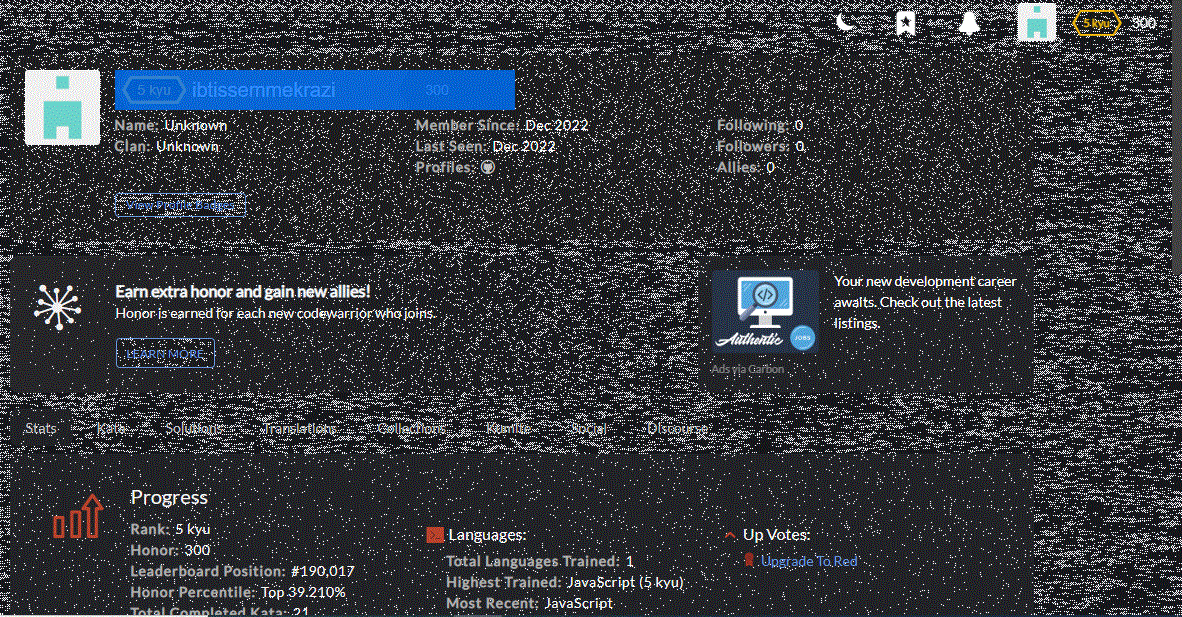 5 kyu 300
5 kyu ibtissemmekrazi 300
Name: Unknown
Clan: Unknown
Member Since: Dec 2022
Last Seen: Dec 2022
Profiles:
Following: 0
Followers: 0
Allies: 0
View Profile Badges
Earn extra honor and gain new allies!
Honor is earned for each new codewarrior who joins.
LEARN MORE
Authentic JOBS
Your new development career
awaits. Check out the latest
listings.
Ads via Carbon
Stats Kata Solutions Translations Collections Kumite Social Discourse
Progress
Rank: 5 kyu
Honor: 300
Leaderboard Position: #190,017
Honor Percentile: Top 39.210%
Total Completed Kata: 21
Languages:
Total Languages Trained: 1
Highest Trained: JavaScript (5 kyu)
Most Recent: JavaScript
Up Votes:
Upgrade To Red